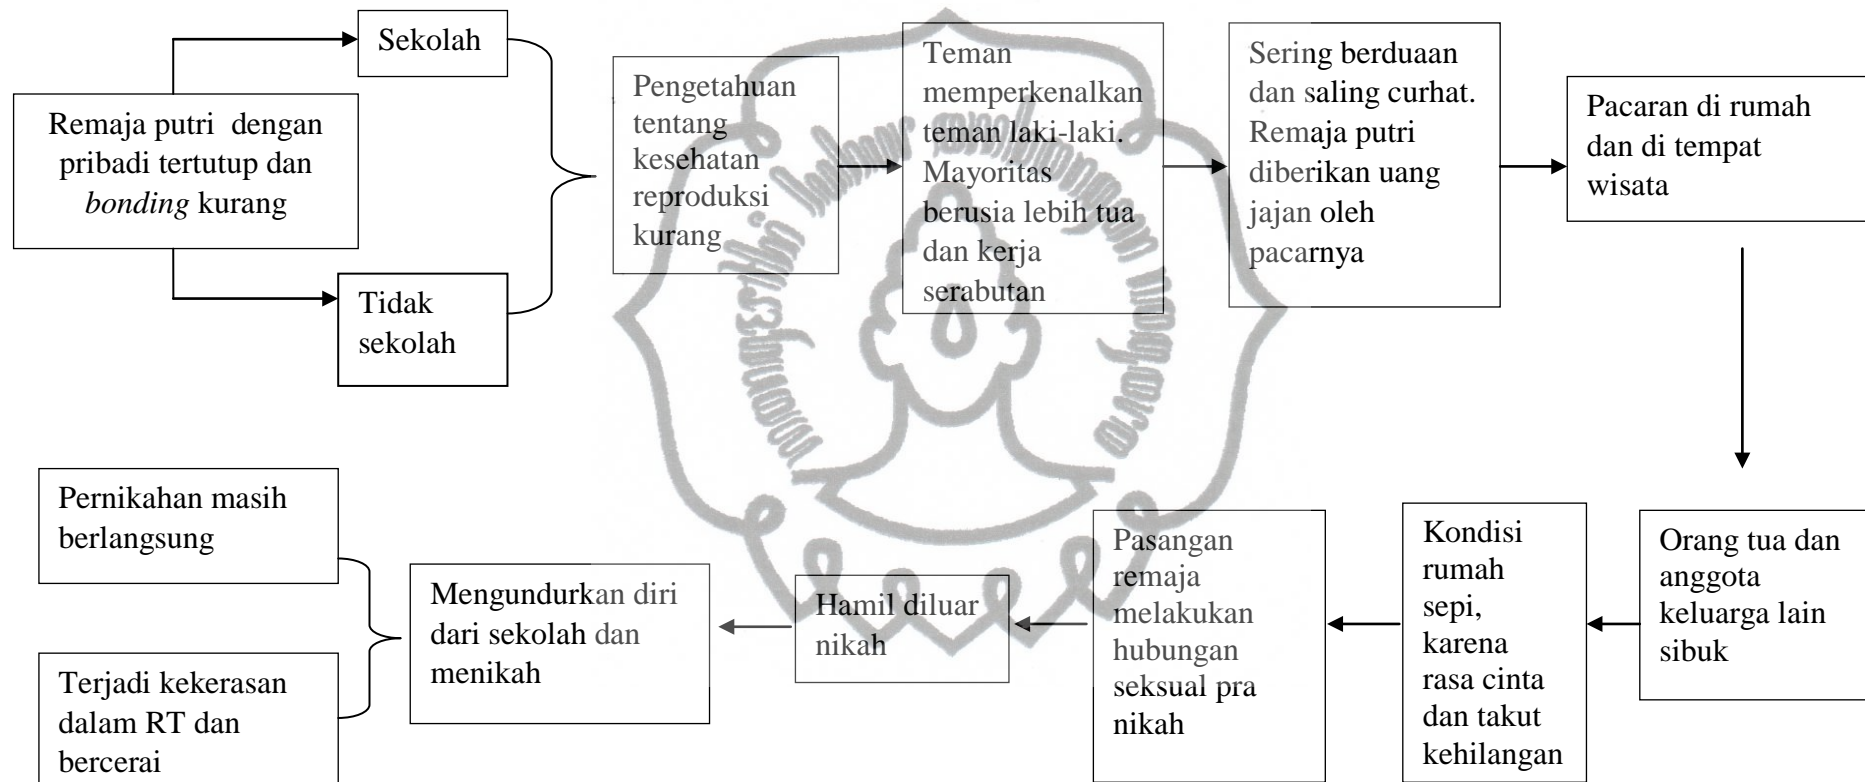 Sekolah
Remaja putri dengan
pribadi tertutup dan
bonding kurang
Tidak
sekolah
Pengetahuan
tentang
kesehatan
reproduksi
kurang
Teman
memperkenalkan
teman laki-laki.
Mayoritas
berusia lebih tua
dan kerja
serabutan
Sering berduaan
dan saling curhat.
Remaja putri
diberikan uang
jajan oleh
pacarnya
Pacaran di rumah
dan di tempat
wisata
Orang tua dan
anggota
keluarga lain
sibuk
Kondisi
rumah
sepi,
karena
rasa cinta
dan takut
kehilangan
Pasangan
remaja
melakukan
hubungan
seksual pra
nikah
Hamil diluar
nikah
Mengundurkan diri
dari sekolah dan
menikah
Pernikahan masih
berlangsung
Terjadi kekerasan
dalam RT dan
bercerai